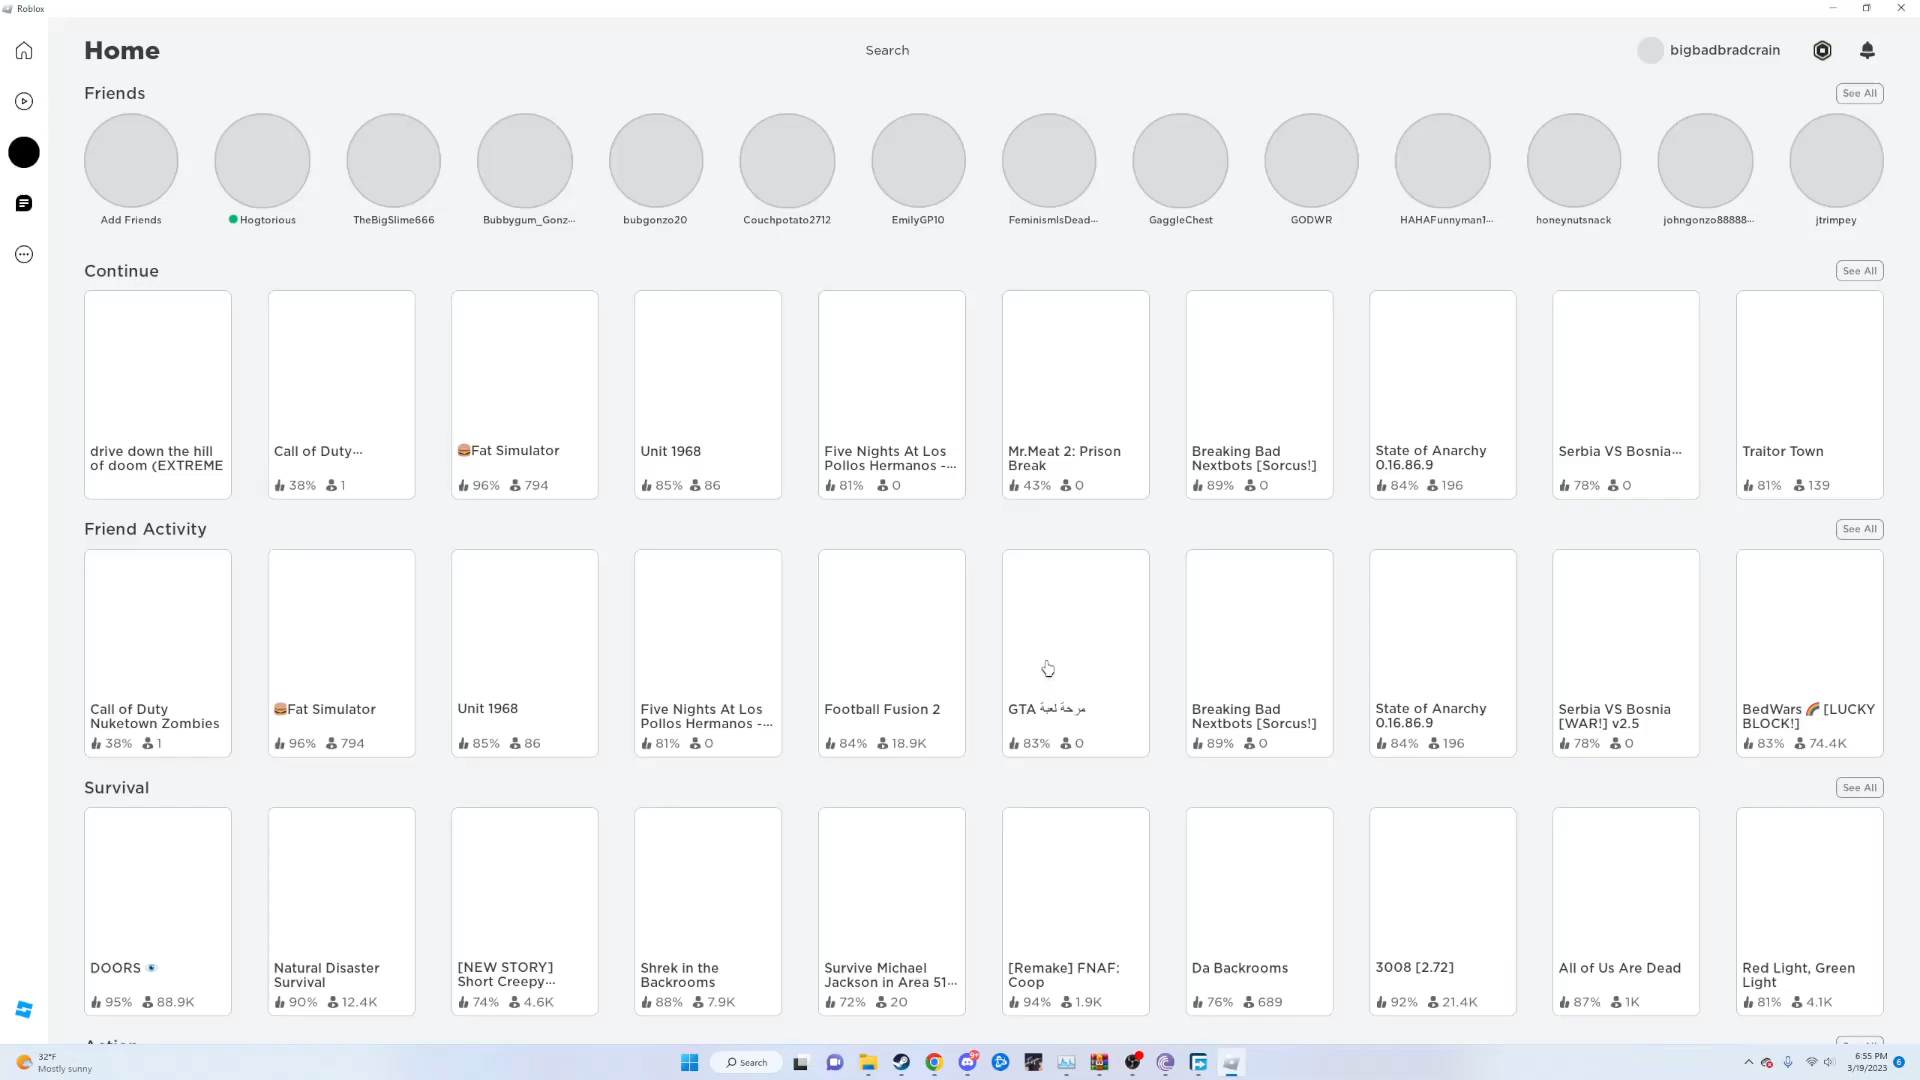 Roblox
Home
Search
bigbadbradcrain
Friends
See All
Add Friends
Hogtorious
TheBigSlime666
Bubbygum_Gonz...
bubgonzo20
Couchpotato2712
EmilyGP10
FeminismIsDead...
GaggleChest
GODWR
HAHAFunnyman1...
honeynutsnack
johngonzo88888...
jtrimpey
Continue
See All
drive down the hill
of doom (EXTREME
Call of Duty...
38% 1
🍔Fat Simulator
96% 794
Unit 1968
85% 86
Five Nights At Los
Pollos Hermanos -...
81% 0
Mr.Meat 2: Prison
Break
43% 0
Breaking Bad
Nextbots [Sorcus!]
89% 0
State of Anarchy
0.16.86.9
84% 196
Serbia VS Bosnia...
78% 0
Traitor Town
81% 139
Friend Activity
See All
Call of Duty
Nuketown Zombies
38% 1
🍔Fat Simulator
96% 794
Unit 1968
85% 86
Five Nights At Los
Pollos Hermanos -...
81% 0
Football Fusion 2
84% 18.9K
GTA مرحة لعبة
83% 0
Breaking Bad
Nextbots [Sorcus!]
89% 0
State of Anarchy
0.16.86.9
84% 196
Serbia VS Bosnia
[WAR!] v2.5
78% 0
BedWars 🌈 [LUCKY
BLOCK!]
83% 74.4K
Survival
See All
DOORS 👁️
95% 88.9K
Natural Disaster
Survival
90% 12.4K
[NEW STORY]
Short Creepy...
74% 4.6K
Shrek in the
Backrooms
88% 7.9K
Survive Michael
Jackson in Area 51...
72% 20
[Remake] FNAF:
Coop
94% 1.9K
Da Backrooms
76% 689
3008 [2.72]
92% 21.4K
All of Us Are Dead
87% 1K
Red Light, Green
Light
81% 4.1K
32°F
Mostly sunny
Search
9+
6:55 PM
3/19/2023
6